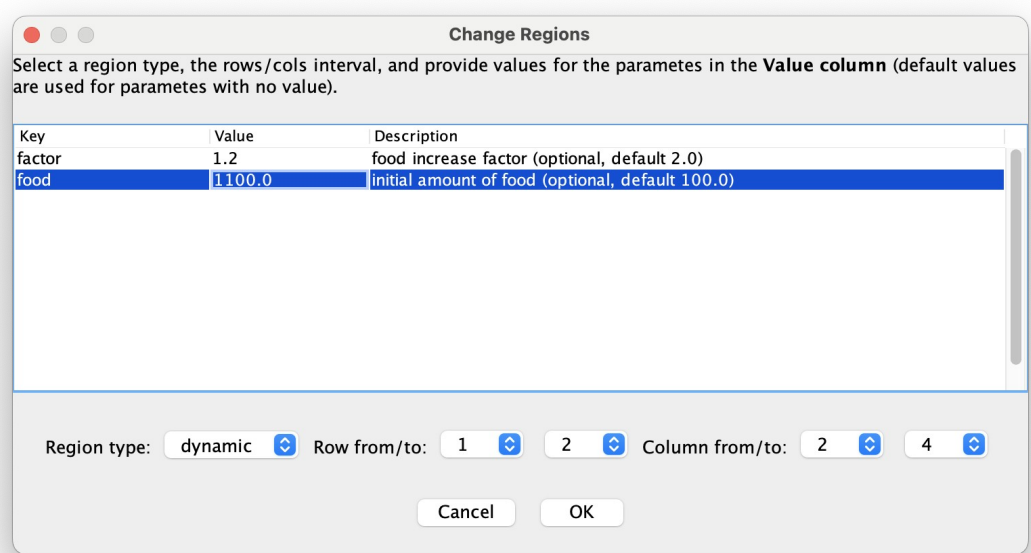 Change Regions
Select a region type, the rows/cols interval, and provide values for the parametes in the Value column (default values
are used for parametes with no value).
Key Value Description
factor 1.2 food increase factor (optional, default 2.0)
food 1100.0 initial amount of food (optional, default 100.0)
Region type: dynamic Row from/to: 1 2 Column from/to: 2 4
Cancel OK